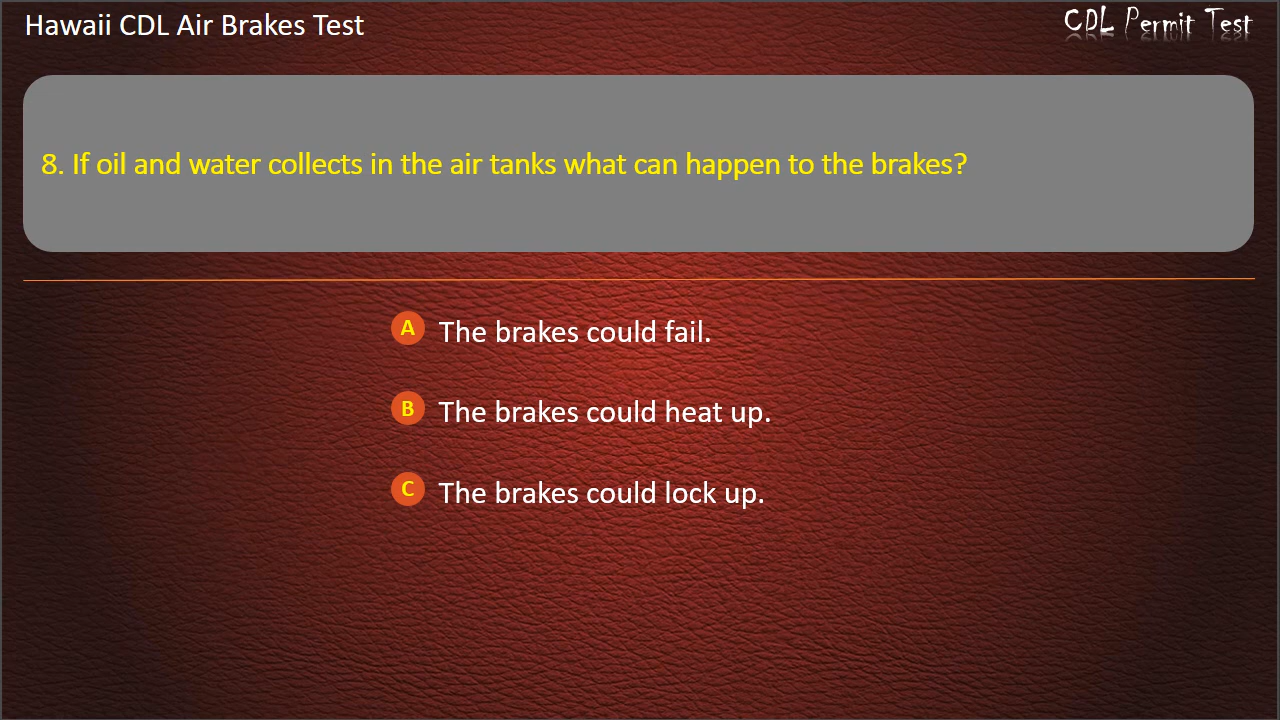 Hawaii CDL Air Brakes Test
CDL Permit Test
8. If oil and water collects in the air tanks what can happen to the brakes?
A The brakes could fail.
B The brakes could heat up.
C The brakes could lock up.